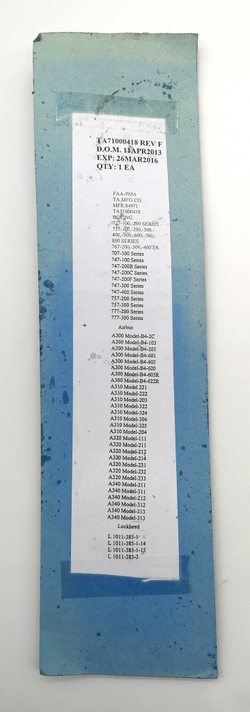 TA71000418 REV F
D.O.M. 11APR2013
EXP: 26MAR2016
QTY: 1 EA
FAA-PMA
TA MFG.CO.
MFR 84971
TA71000418
BOEING
727-100, -200 SERIES
737-100, -200, -300,
-400, -500, -600, -700,
800 SERIES
767-200, -300, -400 ER.
707-100 Series
747-100 Series
747-200B Series
747-200C Series
747-200F Series
747-300 Series
747-400 Series
757-200 Series
757-300 Series
777-200 Series
777-300 Series
Airbus
A300 Model-B4-2C
A300 Model-B4-103
A300 Model-B4-203
A300 Model-B4-601
A300 Model-B4-603
A300 Model-B4-620
A300 Model-B4-605R
A300 Model-B4-622R
A310 Model 221
A310 Model-222
A310 Model-203
A310 Model-322
A310 Model-324
A310 Model-304
A310 Model-325
A310 Model-204
A320 Model-111
A320 Model-211
A320 Model-212
A320 Model-214
A320 Model-231
A320 Model-232
A320 Model-233
A340 Model-211
A340 Model-311
A340 Model-212
A340 Model-312
A340 Model-213
A340 Model-313
Lockheed
L 1011-385-1
L 1011-385-1-14
L 1011-385-1-15
L 1011-385-3